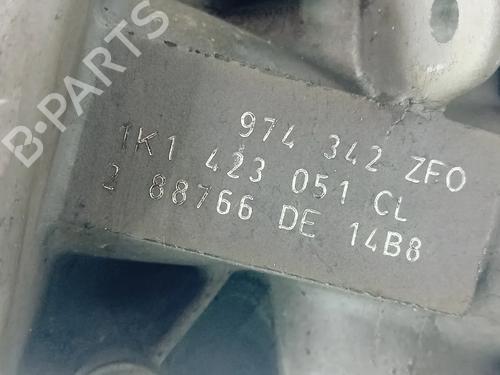 B-PARTS
974 342 ZFO
1K1 423 051 CL
2 88766 DE 14B8